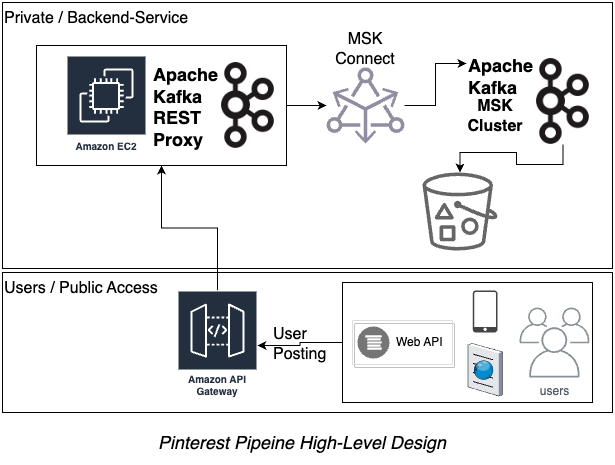 Private / Backend-Service
MSK
Connect
Apache
Kafka
REST
Proxy
Amazon EC2
Apache
Kafka
MSK
Cluster
Users / Public Access
User
Posting
Web API
Amazon API
Gateway
users
Pinterest Pipeine High-Level Design